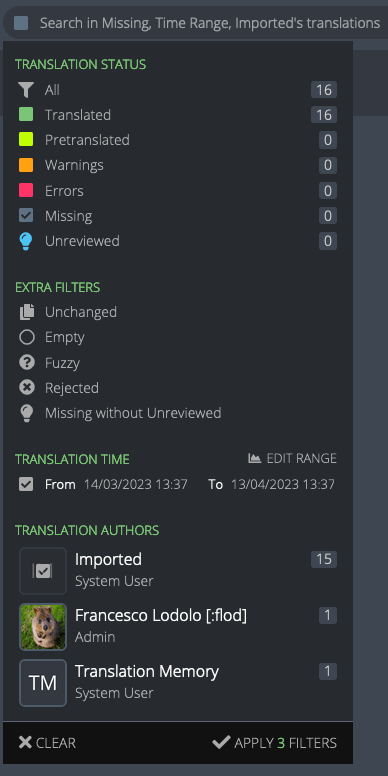 Search in Missing, Time Range, Imported's translations
TRANSLATION STATUS
All 16
Translated 16
Pretranslated 0
Warnings 0
Errors 0
Missing 0
Unreviewed 0
EXTRA FILTERS
Unchanged
Empty
Fuzzy
Rejected
Missing without Unreviewed
TRANSLATION TIME EDIT RANGE
From 14/03/2023 13:37 To 13/04/2023 13:37
TRANSLATION AUTHORS
Imported 15
System User
Francesco Lodolo [:flod] 1
Admin
TM Translation Memory 1
System User
CLEAR APPLY 3 FILTERS